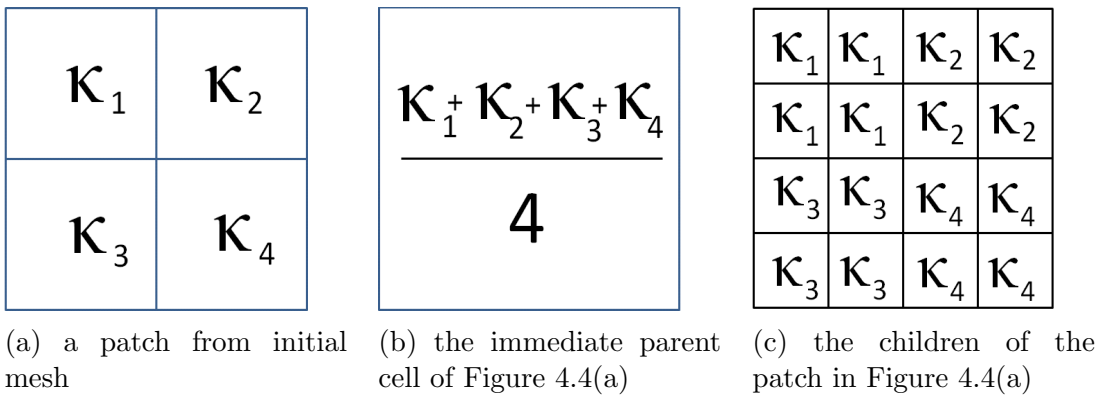 κ1 κ2
κ3 κ4
κ1 + κ2 + κ3 + κ4
4
κ1 κ1 κ2 κ2
κ1 κ1 κ2 κ2
κ3 κ3 κ4 κ4
κ3 κ3 κ4 κ4
(a) a patch from initial
mesh
(b) the immediate parent
cell of Figure 4.4(a)
(c) the children of the
patch in Figure 4.4(a)